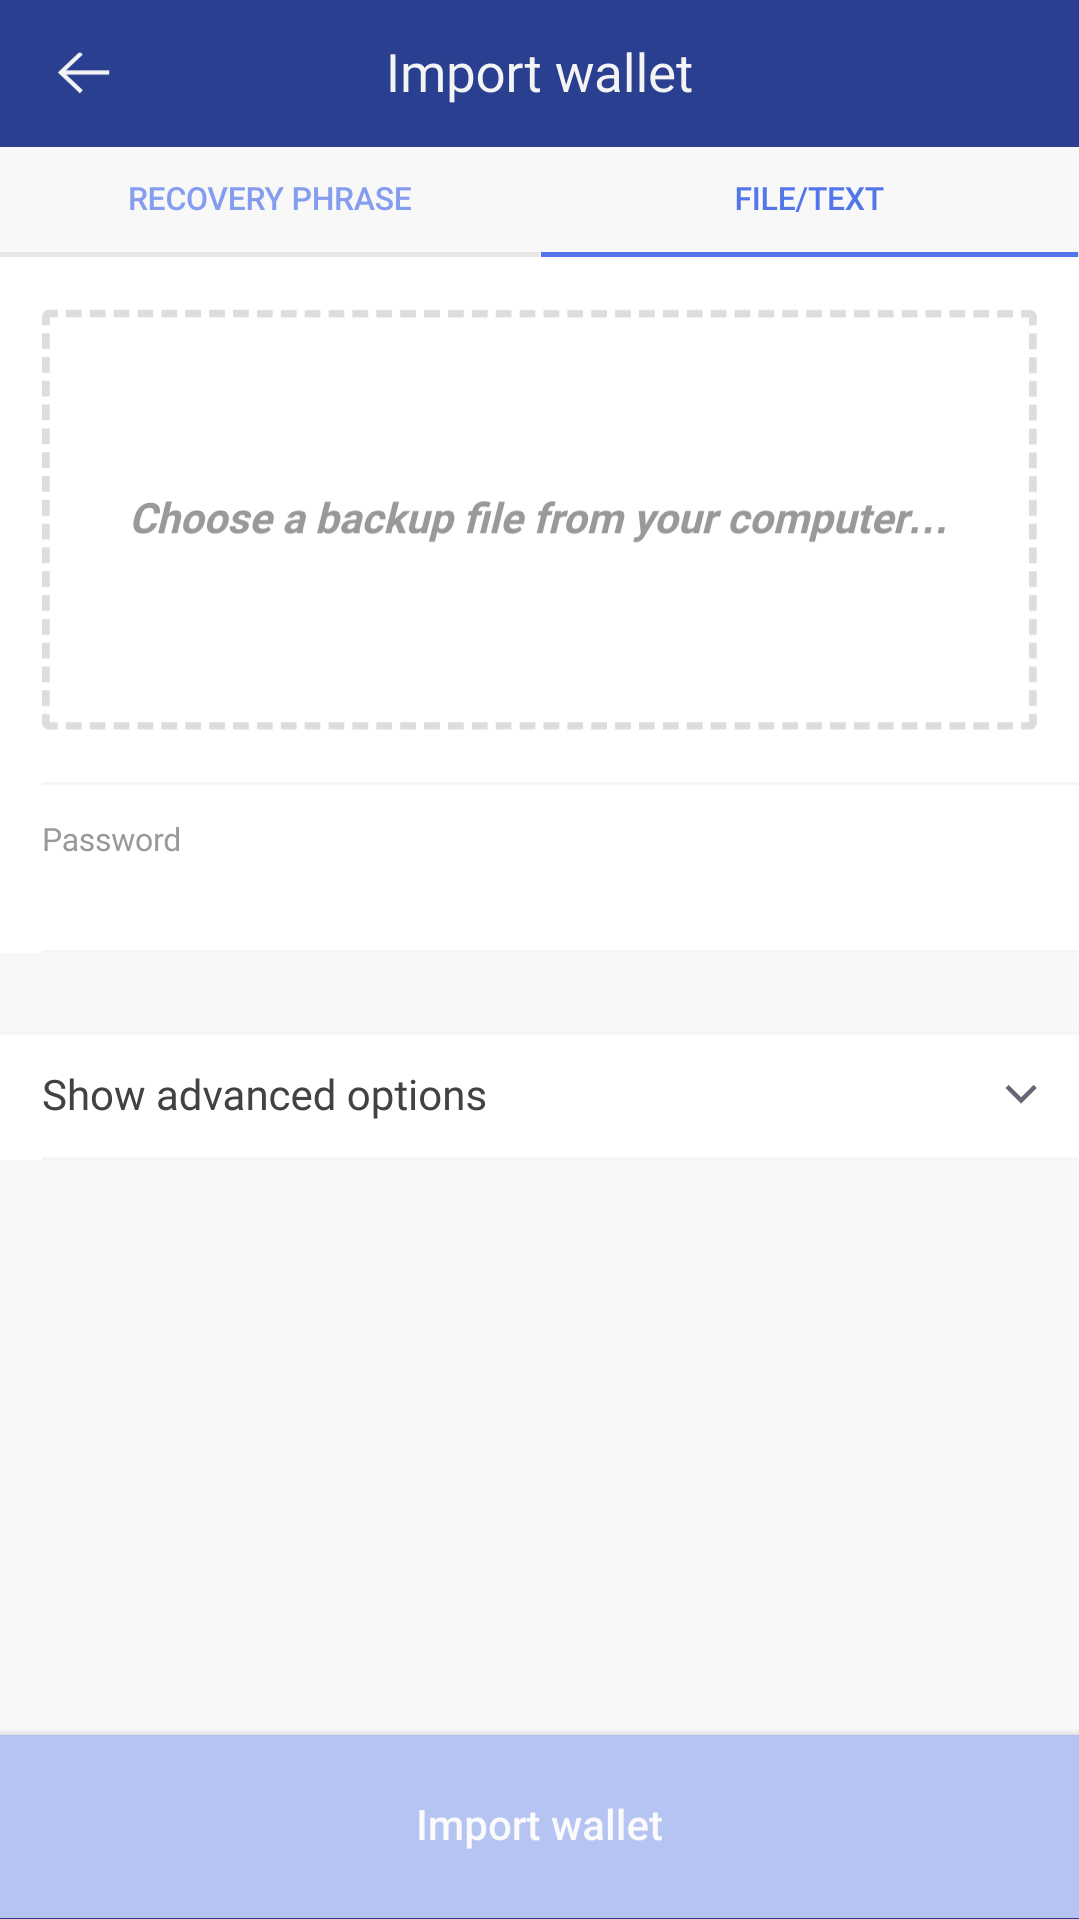 Import wallet
RECOVERY PHRASE
FILE/TEXT
Choose a backup file from your computer...
Password
Show advanced options
Import wallet